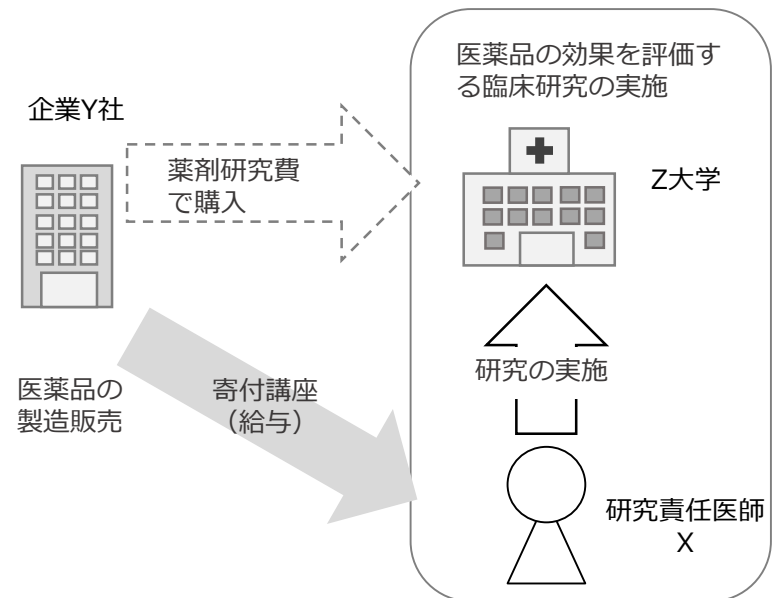 医薬品の効果を評価す
る臨床研究の実施
企業Y社
薬剤研究費
で購入
Z大学
研究の実施
医薬品の
製造販売
寄付講座
（給与）
研究責任医師
X